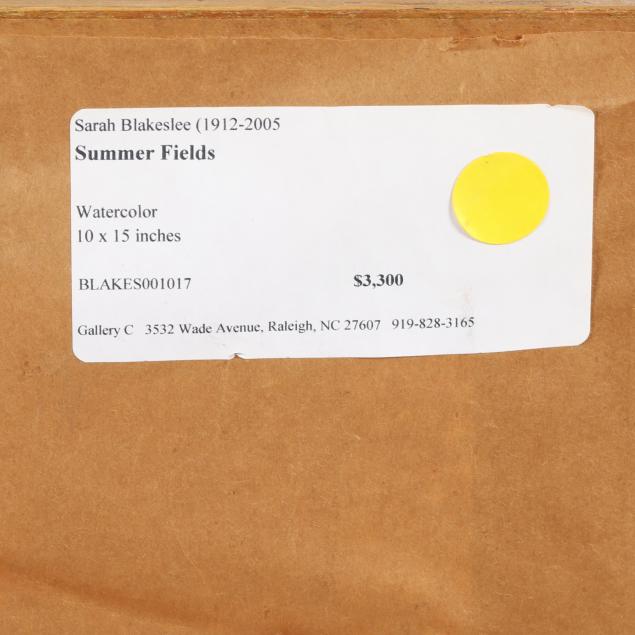 Sarah Blakeslee (1912-2005
Summer Fields
Watercolor
10 x 15 inches
BLAKES001017 $3,300
Gallery C 3532 Wade Avenue, Raleigh, NC 27607 919-828-3165